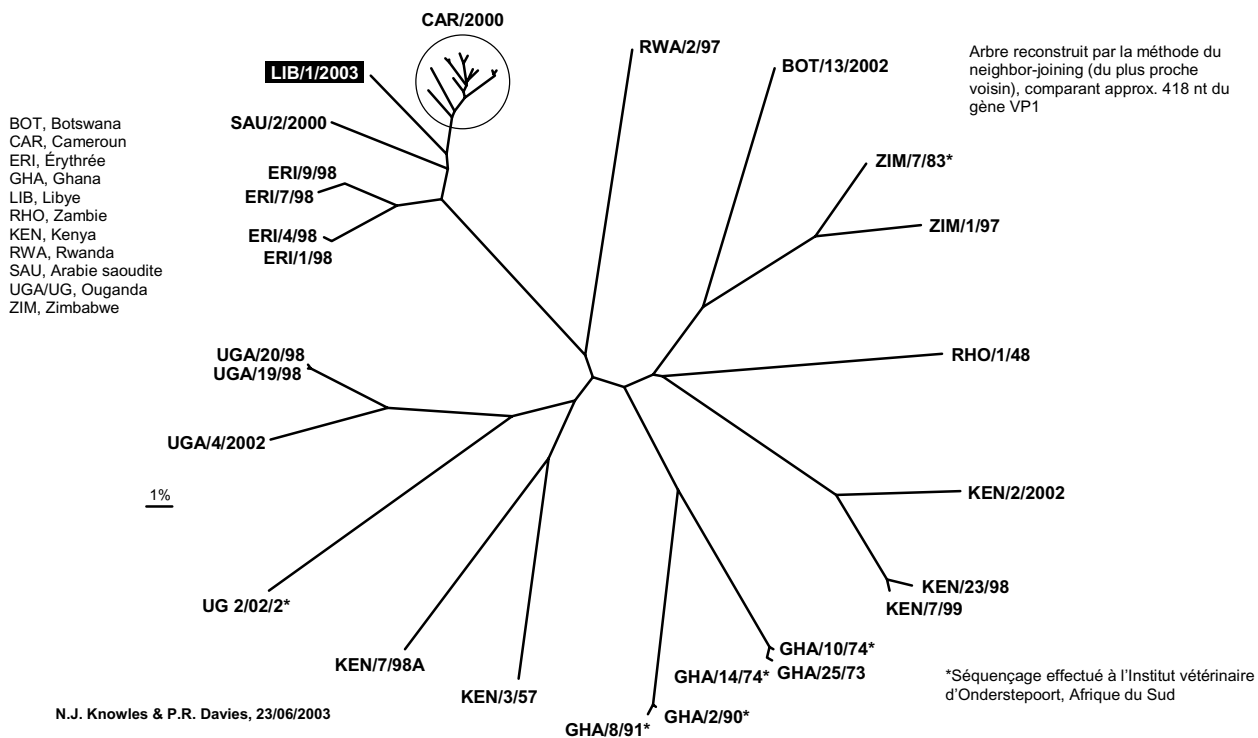 CAR/2000
RWA/2/97
BOT/13/2002
Arbre reconstruit par la méthode du
neighbor-joining (du plus proche
voisin), comparant approx. 418 nt du
gène VP1
LIB/1/2003
SAU/2/2000
BOT, Botswana
CAR, Cameroun
ERI, Érythrée
GHA, Ghana
LIB, Libye
RHO, Zambie
KEN, Kenya
RWA, Rwanda
SAU, Arabie saoudite
UGA/UG, Ouganda
ZIM, Zimbabwe
ERI/9/98
ERI/7/98
ERI/4/98
ERI/1/98
ZIM/7/83*
ZIM/1/97
RHO/1/48
UGA/20/98
UGA/19/98
UGA/4/2002
1%
KEN/2/2002
KEN/23/98
KEN/7/99
UG 2/02/2*
KEN/7/98A
KEN/3/57
GHA/10/74*
GHA/14/74* GHA/25/73
GHA/2/90*
GHA/8/91*
*Séquençage effectué à l’Institut vétérinaire
d’Onderstepoort, Afrique du Sud
N.J. Knowles & P.R. Davies, 23/06/2003